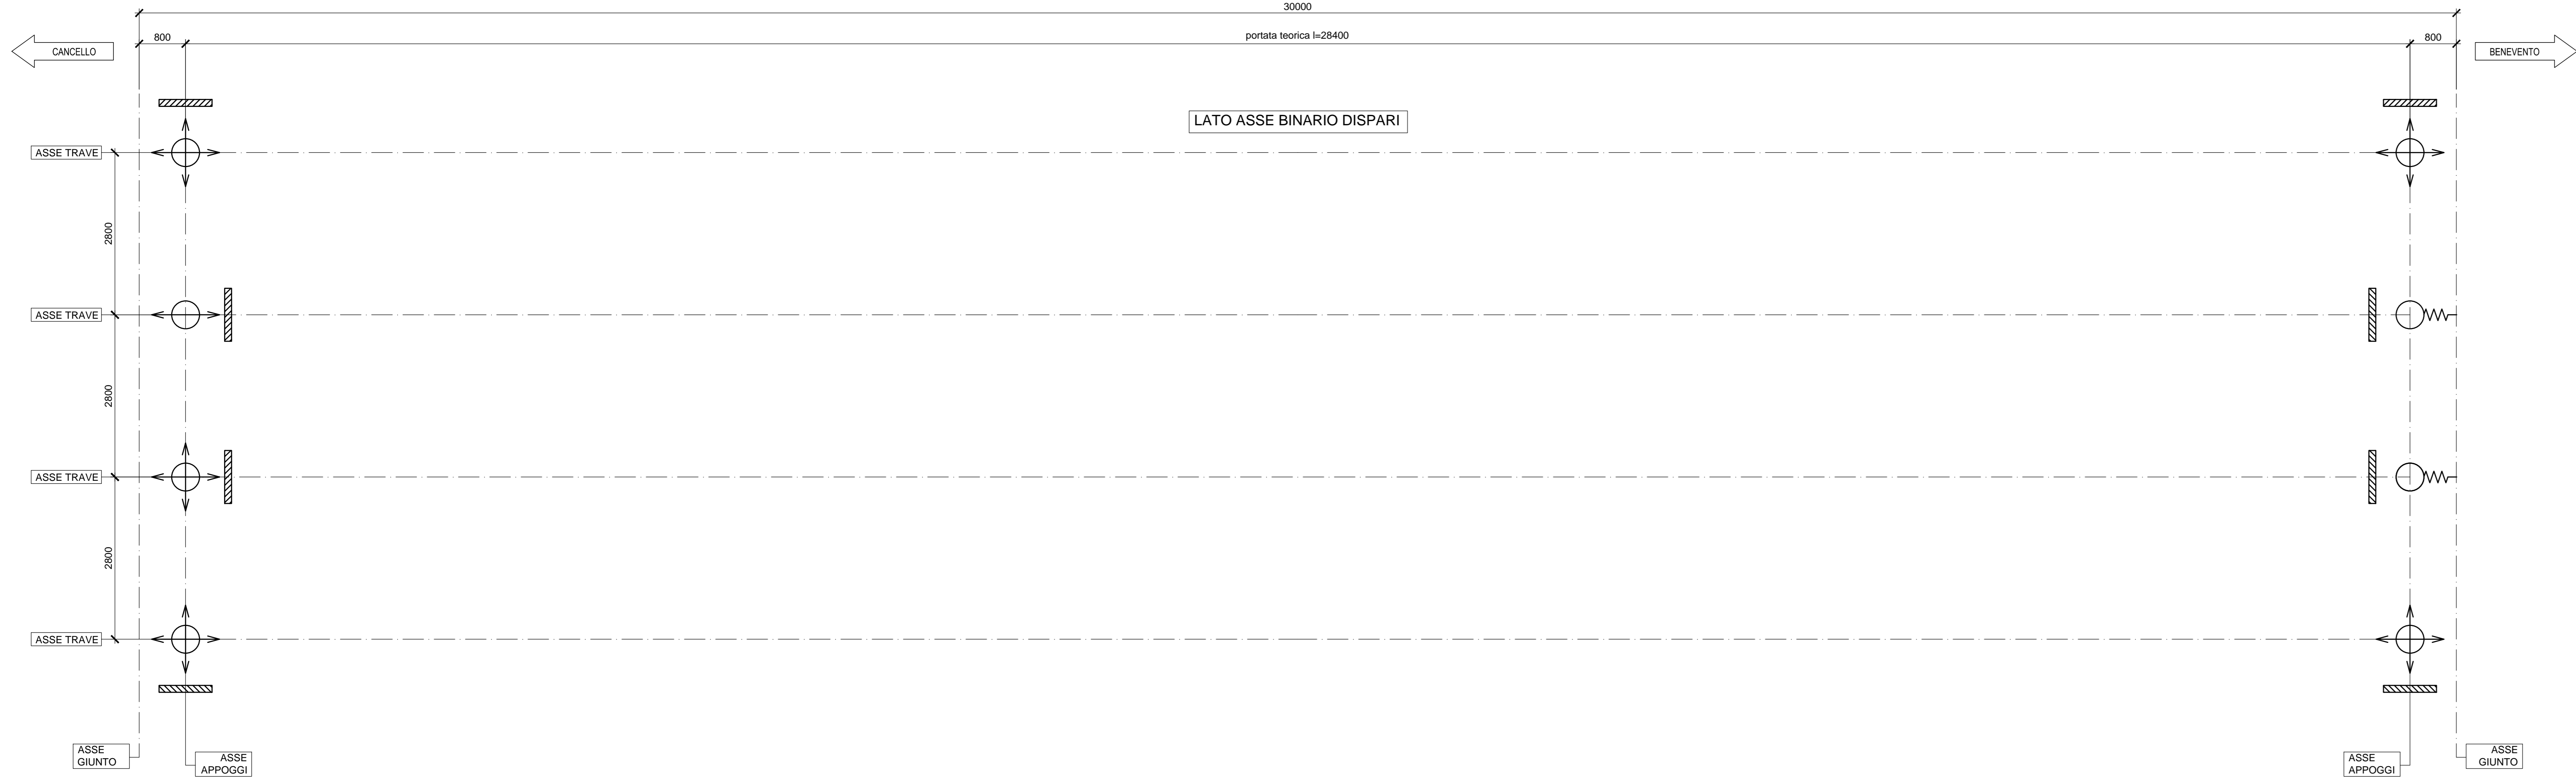 30000
800
portata teorica l=28400
800
CANCELLO
BENEVENTO
LATO ASSE BINARIO DISPARI
ASSE TRAVE
2800
ASSE TRAVE
2800
ASSE TRAVE
2800
ASSE TRAVE
ASSE
GIUNTO
ASSE
APPOGGI
ASSE
APPOGGI
ASSE
GIUNTO